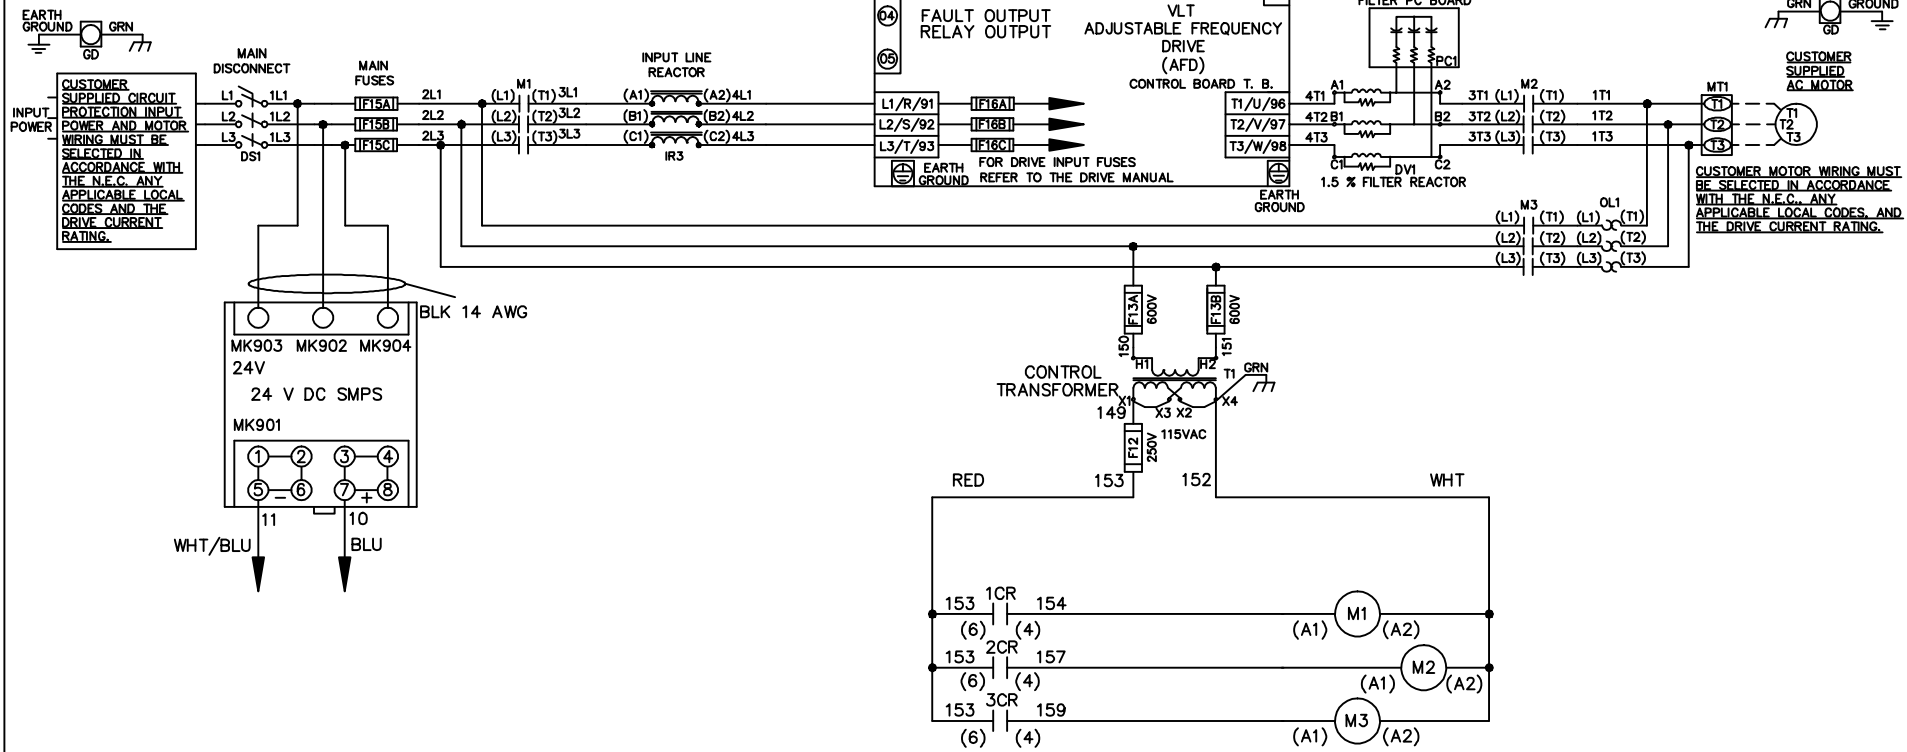 EARTH
GROUND
GRN
GD
INPUT
POWER
CUSTOMER
SUPPLIED CIRCUIT
PROTECTION INPUT
POWER AND MOTOR
WIRING MUST BE
SELECTED IN
ACCORDANCE WITH
THE N.E.C. ANY
APPLICABLE LOCAL
CODES AND THE
DRIVE CURRENT
RATING.
MAIN
DISCONNECT
L1 1L1
L2 1L2
L3 1L3
DS1
MAIN
FUSES
F15A
F15B
F15C
2L1
2L2
2L3
M1
(L1) (T1) 3L1
(L2) (T2) 3L2
(L3) (T3) 3L3
INPUT LINE
REACTOR
(A1) (A2) 4L1
(B1) (B2) 4L2
(C1) (C2) 4L3
IR3
04
05
FAULT OUTPUT
RELAY OUTPUT
VLT
ADJUSTABLE FREQUENCY
DRIVE
(AFD)
CONTROL BOARD T. B.
L1/R/91
L2/S/92
L3/T/93
F16A
F16B
F16C
T1/U/96
T2/V/97
T3/W/98
EARTH
GROUND
FOR DRIVE INPUT FUSES
REFER TO THE DRIVE MANUAL
EARTH
GROUND
FILTER PC BOARD
PC1
4T1 A1 A2
4T2 B1 B2
4T3
C1 C2
DV1
1.5 % FILTER REACTOR
M2
3T1 (L1) (T1) 1T1
3T2 (L2) (T2) 1T2
3T3 (L3) (T3) 1T3
GRN
GROUND
GD
CUSTOMER
SUPPLIED
AC MOTOR
MT1
T1
T2
T3
T1
T2
T3
CUSTOMER MOTOR WIRING MUST
BE SELECTED IN ACCORDANCE
WITH THE N.E.C., ANY
APPLICABLE LOCAL CODES, AND
THE DRIVE CURRENT RATING.
M3
OL1
(L1) (T1) (L1) (T1)
(L2) (T2) (L2) (T2)
(L3) (T3) (L3) (T3)
BLK 14 AWG
MK903 MK902 MK904
24V
24 V DC SMPS
MK901
1 2 3 4
5 - 6 7 + 8
11
10
WHT/BLU
BLU
F13A
600V
F13B
600V
150
151
H1 H2
CONTROL
TRANSFORMER
T1
GRN
X1 X3 X2 X4
149
115VAC
F12
250V
RED
153
152
WHT
1CR
153 154
(6) (4)
M1
(A1) (A2)
2CR
153 157
(6) (4)
M2
(A1) (A2)
3CR
153 159
(6) (4)
M3
(A1) (A2)